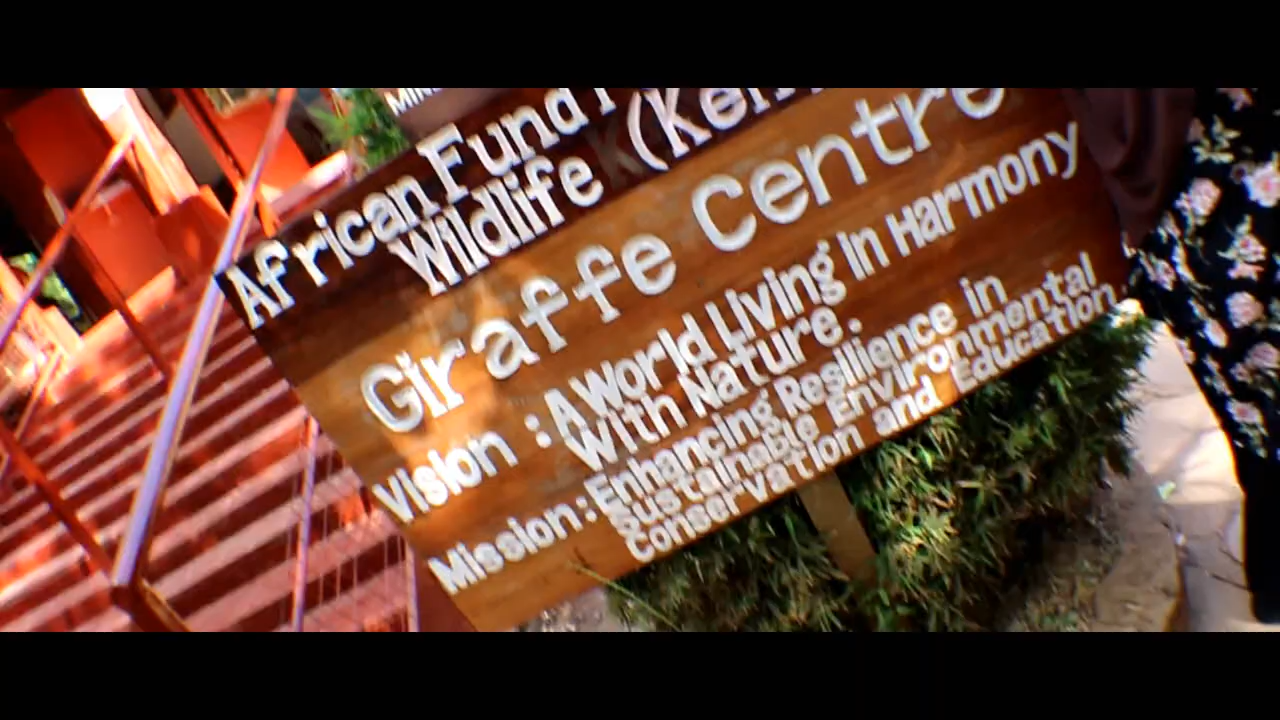 African Fund
Wildlife (Ken
Giraffe Centre
Vision : A World Living in Harmony
With Nature.
Mission: Enhancing Resilience in
Sustainable Environmental
Conservation and Education.